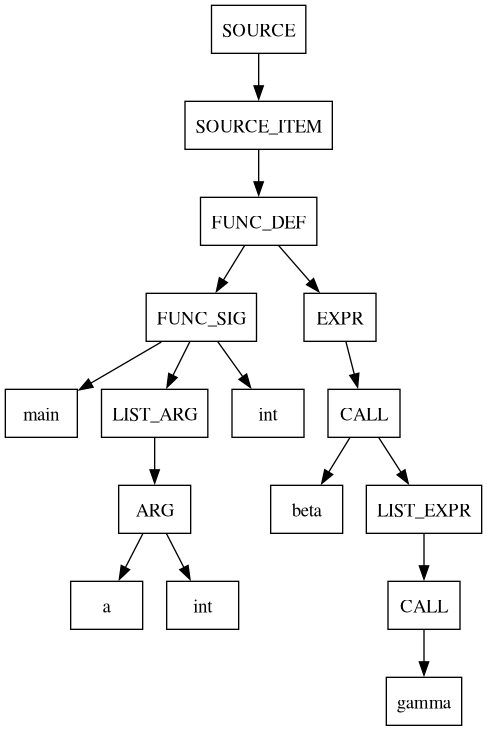 SOURCE
SOURCE_ITEM
FUNC_DEF
FUNC_SIG
EXPR
main
LIST_ARG
int
CALL
ARG
beta
LIST_EXPR
a
int
CALL
gamma